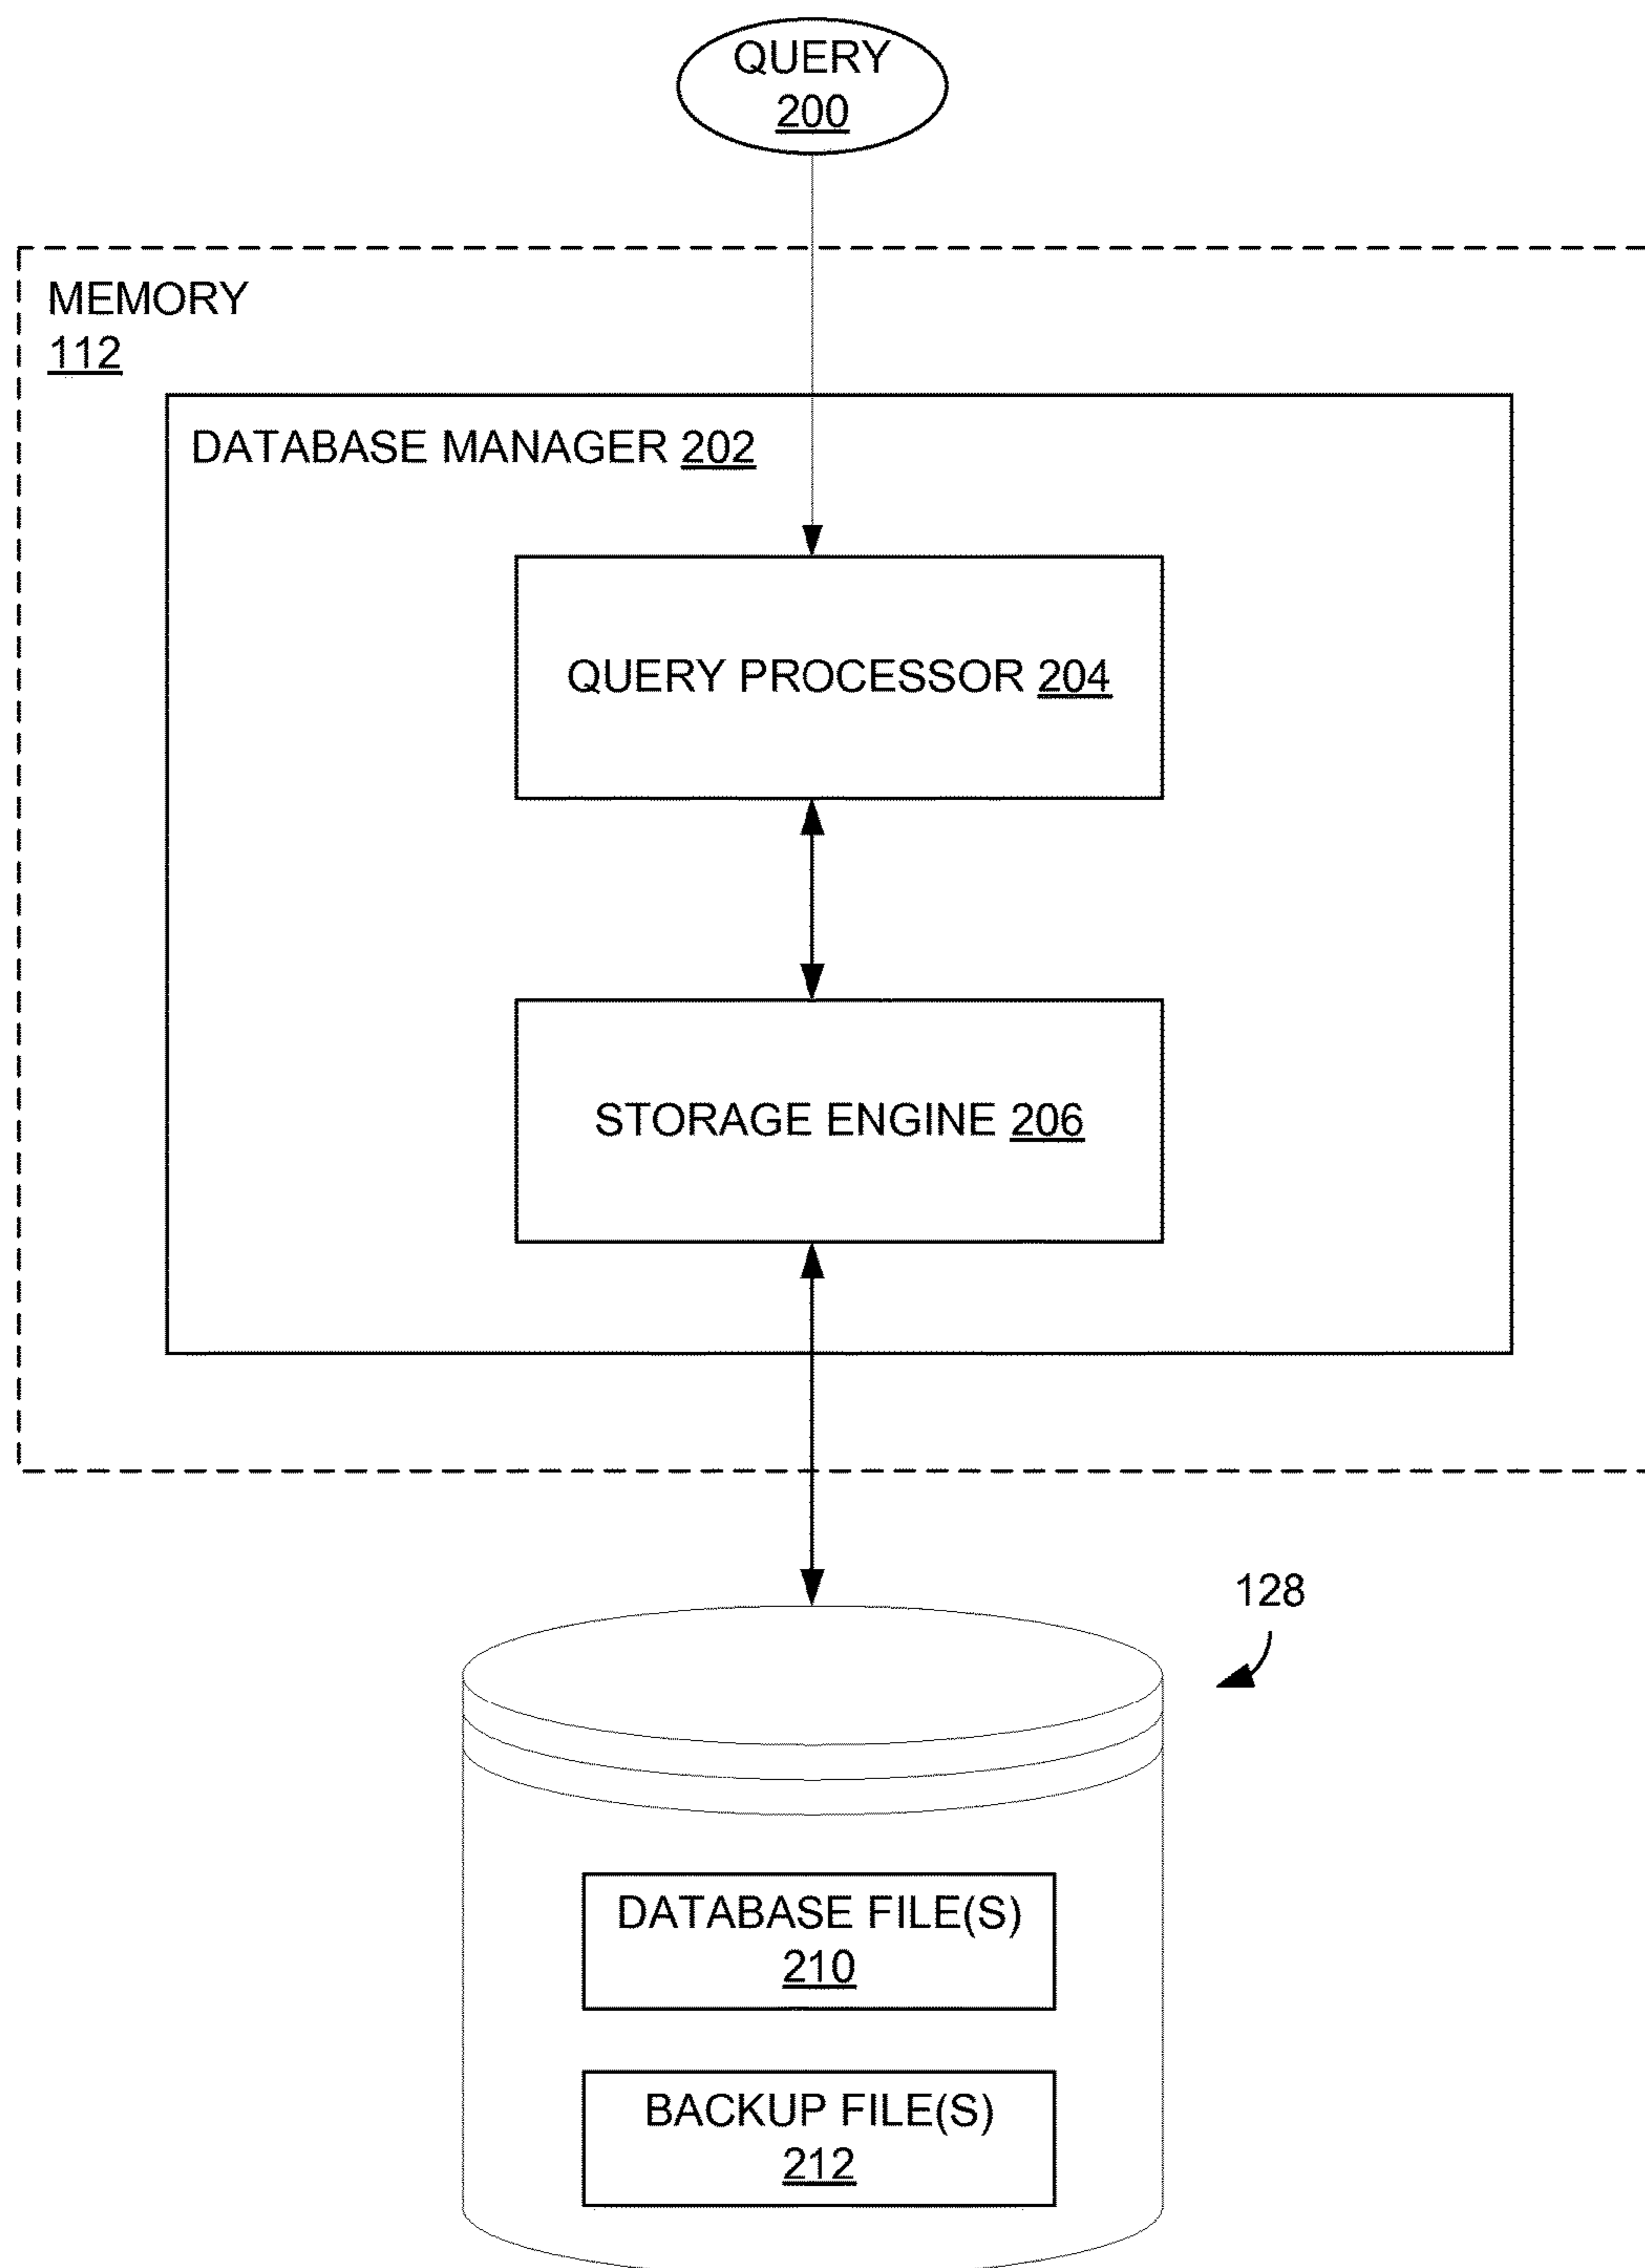 QUERY
200
MEMORY
112
DATABASE MANAGER 202
QUERY PROCESSOR 204
STORAGE ENGINE 206
128
DATABASE FILE(S)
210
BACKUP FILE(S)
212